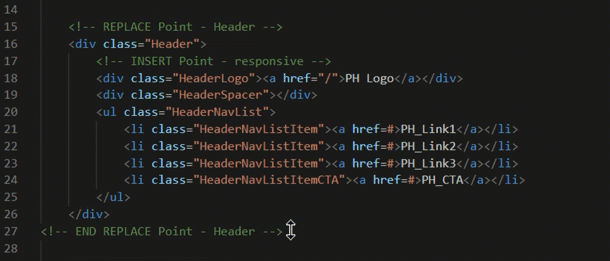 14
15 <!-- REPLACE Point - Header -->
16 <div class="Header">
17 <!-- INSERT Point - responsive -->
18 <div class="HeaderLogo"><a href="/">PH Logo</a></div>
19 <div class="HeaderSpacer"></div>
20 <ul class="HeaderNavList">
21 <li class="HeaderNavListItem"><a href=#>PH_Link1</a></li>
22 <li class="HeaderNavListItem"><a href=#>PH_Link2</a></li>
23 <li class="HeaderNavListItem"><a href=#>PH_Link3</a></li>
24 <li class="HeaderNavListItemCTA"><a href=#>PH_CTA</a></li>
25 </ul>
26 </div>
27 <!-- END REPLACE Point - Header -->
28